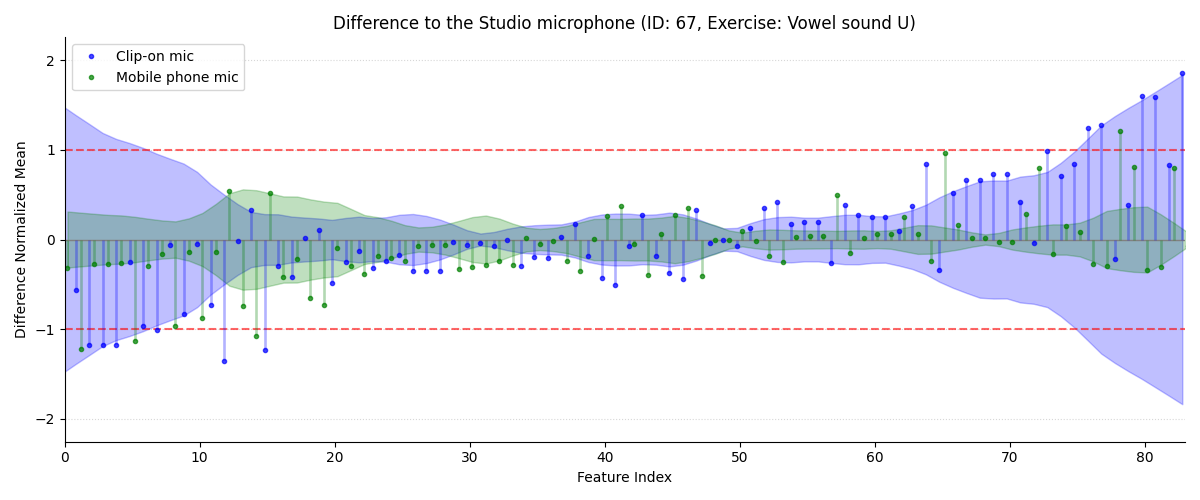 Difference to the Studio microphone (ID: 67, Exercise: Vowel sound U)
Clip-on mic
Mobile phone mic
Difference Normalized Mean
2
1
0
−1
−2
0 10 20 30 40 50 60 70 80
Feature Index